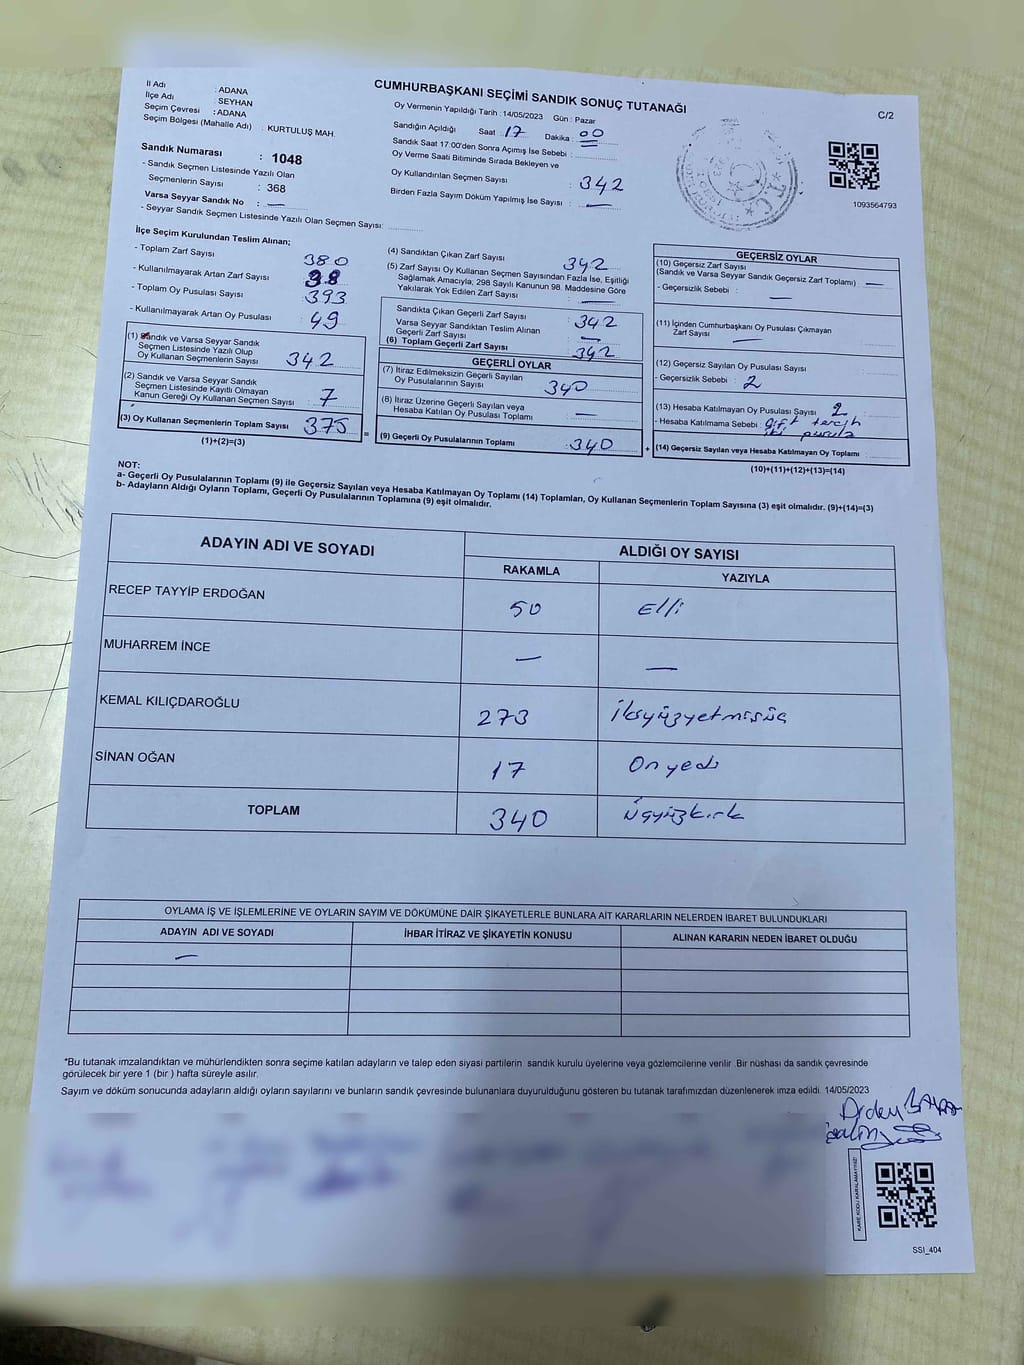 CUMHURBAŞKANI SEÇİMİ SANDIK SONUÇ TUTANAĞI
C/2
İl Adı : ADANA
İlçe Adı : SEYHAN
Seçim Çevresi : ADANA
Seçim Bölgesi (Mahalle Adı) : KURTULUŞ MAH.
Sandık Numarası : 1048
- Sandık Seçmen Listesinde Yazılı Olan
Seçmenlerin Sayısı : 368
Varsa Seyyar Sandık No : —
- Seyyar Sandık Seçmen Listesinde Yazılı Olan Seçmen Sayısı:
Oy Vermenin Yapıldığı Tarih : 14/05/2023 Gün : Pazar
Sandığın Açıldığı Saat : 17 Dakika : 00
Sandık Saat 17:00'den Sonra Açımış İse Sebebi :
Oy Verme Saati Bitiminde Sırada Bekleyen ve
Oy Kullandırılan Seçmen Sayısı : 342
Birden Fazla Sayım Döküm Yapılmış İse Sayısı : —
1093564793
İlçe Seçim Kurulundan Teslim Alınan;
- Toplam Zarf Sayısı 380
- Kullanılmayarak Artan Zarf Sayısı 38
- Toplam Oy Pusulası Sayısı 393
- Kullanılmayarak Artan Oy Pusulası 49
(1) Sandık ve Varsa Seyyar Sandık
Seçmen Listesinde Yazılı Olup
Oy Kullanan Seçmenlerin Sayısı 342
(2) Sandık ve Varsa Seyyar Sandık
Seçmen Listesinde Kayıtlı Olmayan
Kanun Gereği Oy Kullanan Seçmen Sayısı : 7
(3) Oy Kullanan Seçmenlerin Toplam Sayısı 375
(1)+(2)=(3)
=
(4) Sandıktan Çıkan Zarf Sayısı 342
(5) Zarf Sayısı Oy Kullanan Seçmen Sayısından Fazla İse, Eşitliği
Sağlamak Amacıyla; 298 Sayılı Kanunun 98. Maddesine Göre
Yakılarak Yok Edilen Zarf Sayısı : —
Sandıkta Çıkan Geçerli Zarf Sayısı : 342
Varsa Seyyar Sandıktan Teslim Alınan
Geçerli Zarf Sayısı : —
(6) Toplam Geçerli Zarf Sayısı 342
GEÇERLİ OYLAR
(7) İtiraz Edilmeksizin Geçerli Sayılan
Oy Pusulalarının Sayısı : 340
(8) İtiraz Üzerine Geçerli Sayılan veya
Hesaba Katılan Oy Pusulası Toplamı : —
(9) Geçerli Oy Pusulalarının Toplamı : 340
+
GEÇERSİZ OYLAR
(10) Geçersiz Zarf Sayısı
(Sandık ve Varsa Seyyar Sandık Geçersiz Zarf Toplamı) —
- Geçersizlik Sebebi : —
(11) İçinden Cumhurbaşkanı Oy Pusulası Çıkmayan
Zarf Sayısı : —
(12) Geçersiz Sayılan Oy Pusulası Sayısı :
- Geçersizlik Sebebi : 2
(13) Hesaba Katılmayan Oy Pusulası Sayısı 2
- Hesaba Katılmama Sebebi : çift tercih
iki pusula
(14) Geçersiz Sayılan veya Hesaba Katılmayan Oy Toplamı :
(10)+(11)+(12)+(13)=(14)
NOT:
a- Geçerli Oy Pusulalarının Toplamı (9) ile Geçersiz Sayılan veya Hesaba Katılmayan Oy Toplamı (14) Toplamları, Oy Kullanan Seçmenlerin Toplam Sayısına (3) eşit olmalıdır. (9)+(14)=(3)
b- Adayların Aldığı Oyların Toplamı, Geçerli Oy Pusulalarının Toplamına (9) eşit olmalıdır.
ADAYIN ADI VE SOYADI ALDIĞI OY SAYISI
RAKAMLA YAZIYLA
RECEP TAYYİP ERDOĞAN 50 Elli
MUHARREM İNCE — —
KEMAL KILIÇDAROĞLU 273 ikiyüzyetmişüç
SİNAN OĞAN 17 Onyedi
TOPLAM 340 üçyüzkırk
OYLAMA İŞ VE İŞLEMLERİNE VE OYLARIN SAYIM VE DÖKÜMÜNE DAİR ŞİKAYETLERLE BUNLARA AİT KARARLARIN NELERDEN İBARET BULUNDUKLARI
ADAYIN ADI VE SOYADI İHBAR İTİRAZ VE ŞİKAYETİN KONUSU ALINAN KARARIN NEDEN İBARET OLDUĞU
—
*Bu tutanak imzalandıktan ve mühürlendikten sonra seçime katılan adayların ve talep eden siyasi partilerin sandık kurulu üyelerine veya gözlemcilerine verilir. Bir nüshası da sandık çevresinde
görülecek bir yere 1 (bir ) hafta süreyle asılır.
Sayım ve döküm sonucunda adayların aldığı oyların sayılarını ve bunların sandık çevresinde bulunanlara duyurulduğunu gösteren bu tutanak tarafımızdan düzenlenerek imza edildi. 14/05/2023
KARE KODU KARALAMAYINIZ!
SSI_404